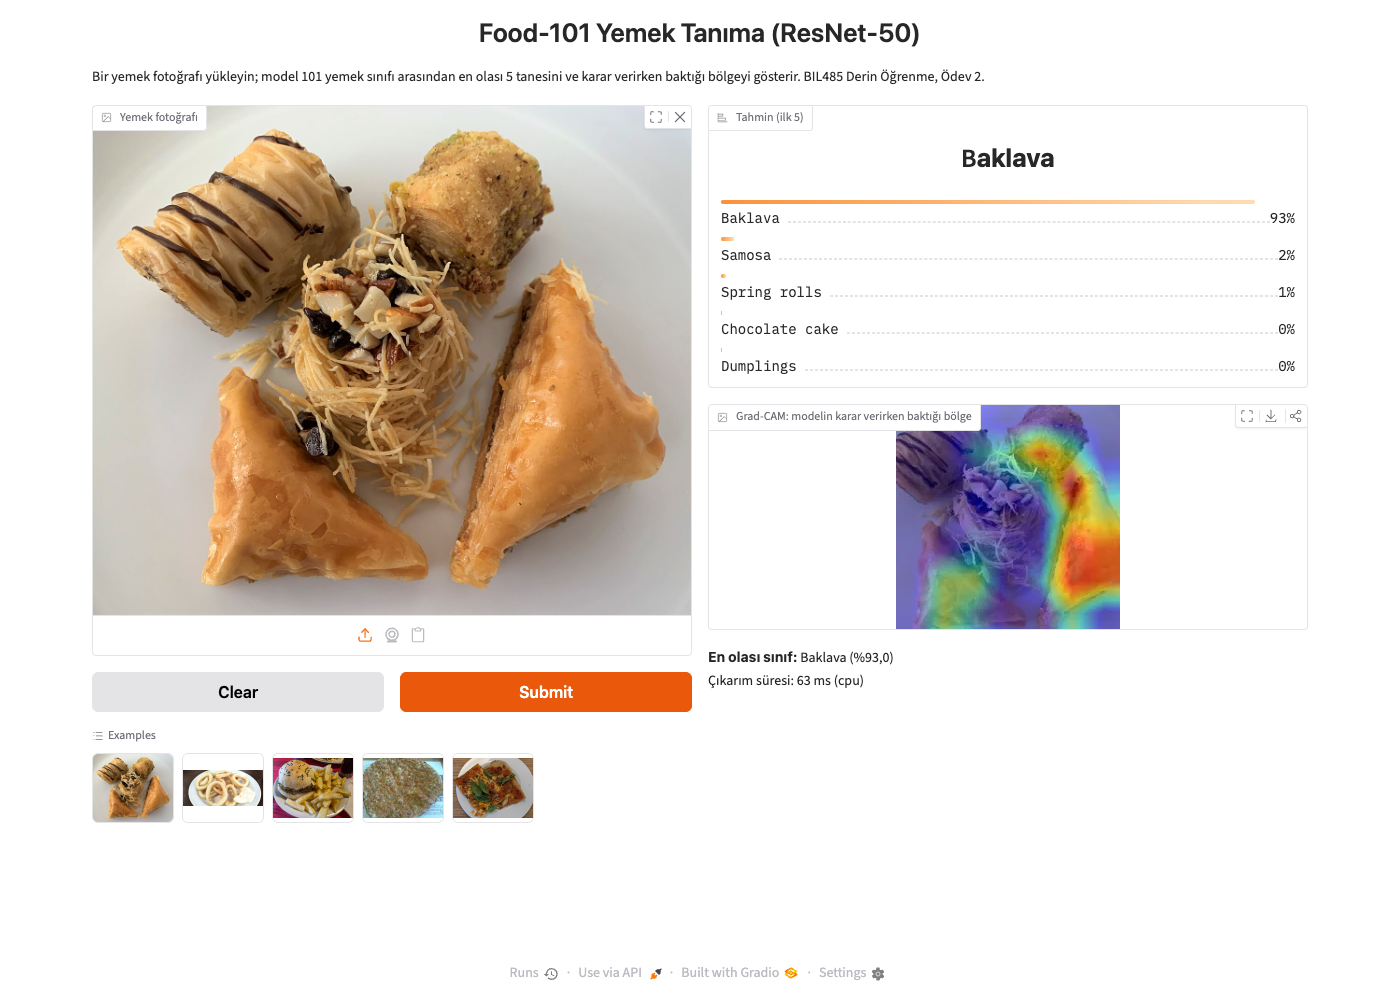 Food-101 Yemek Tanıma (ResNet-50)
Bir yemek fotoğrafı yükleyin; model 101 yemek sınıfı arasından en olası 5 tanesini ve karar verirken baktığı bölgeyi gösterir. BIL485 Derin Öğrenme, Ödev 2.
Yemek fotoğrafı
Clear
Submit
Examples
Tahmin (ilk 5)
Baklava
Baklava 93%
Samosa 2%
Spring rolls 1%
Chocolate cake 0%
Dumplings 0%
Grad-CAM: modelin karar verirken baktığı bölge
En olası sınıf: Baklava (%93,0)
Çıkarım süresi: 63 ms (cpu)
Runs · Use via API · Built with Gradio · Settings